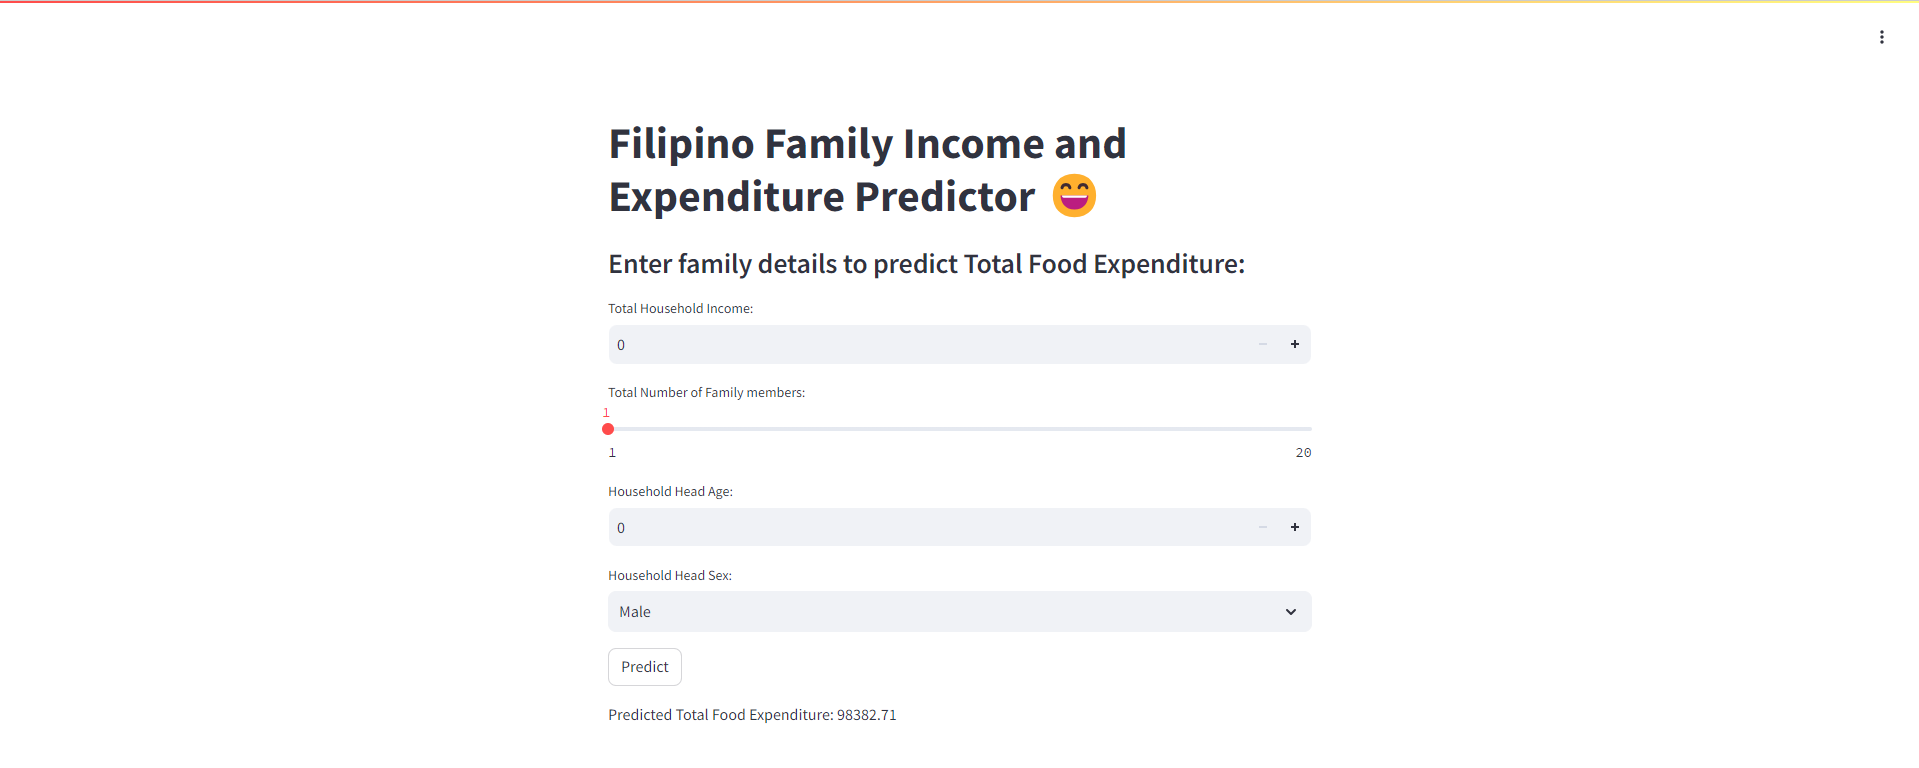 Filipino Family Income and
Expenditure Predictor 😄
Enter family details to predict Total Food Expenditure:
Total Household Income:
0
Total Number of Family members:
1
1 20
Household Head Age:
0
Household Head Sex:
Male
Predict
Predicted Total Food Expenditure: 98382.71